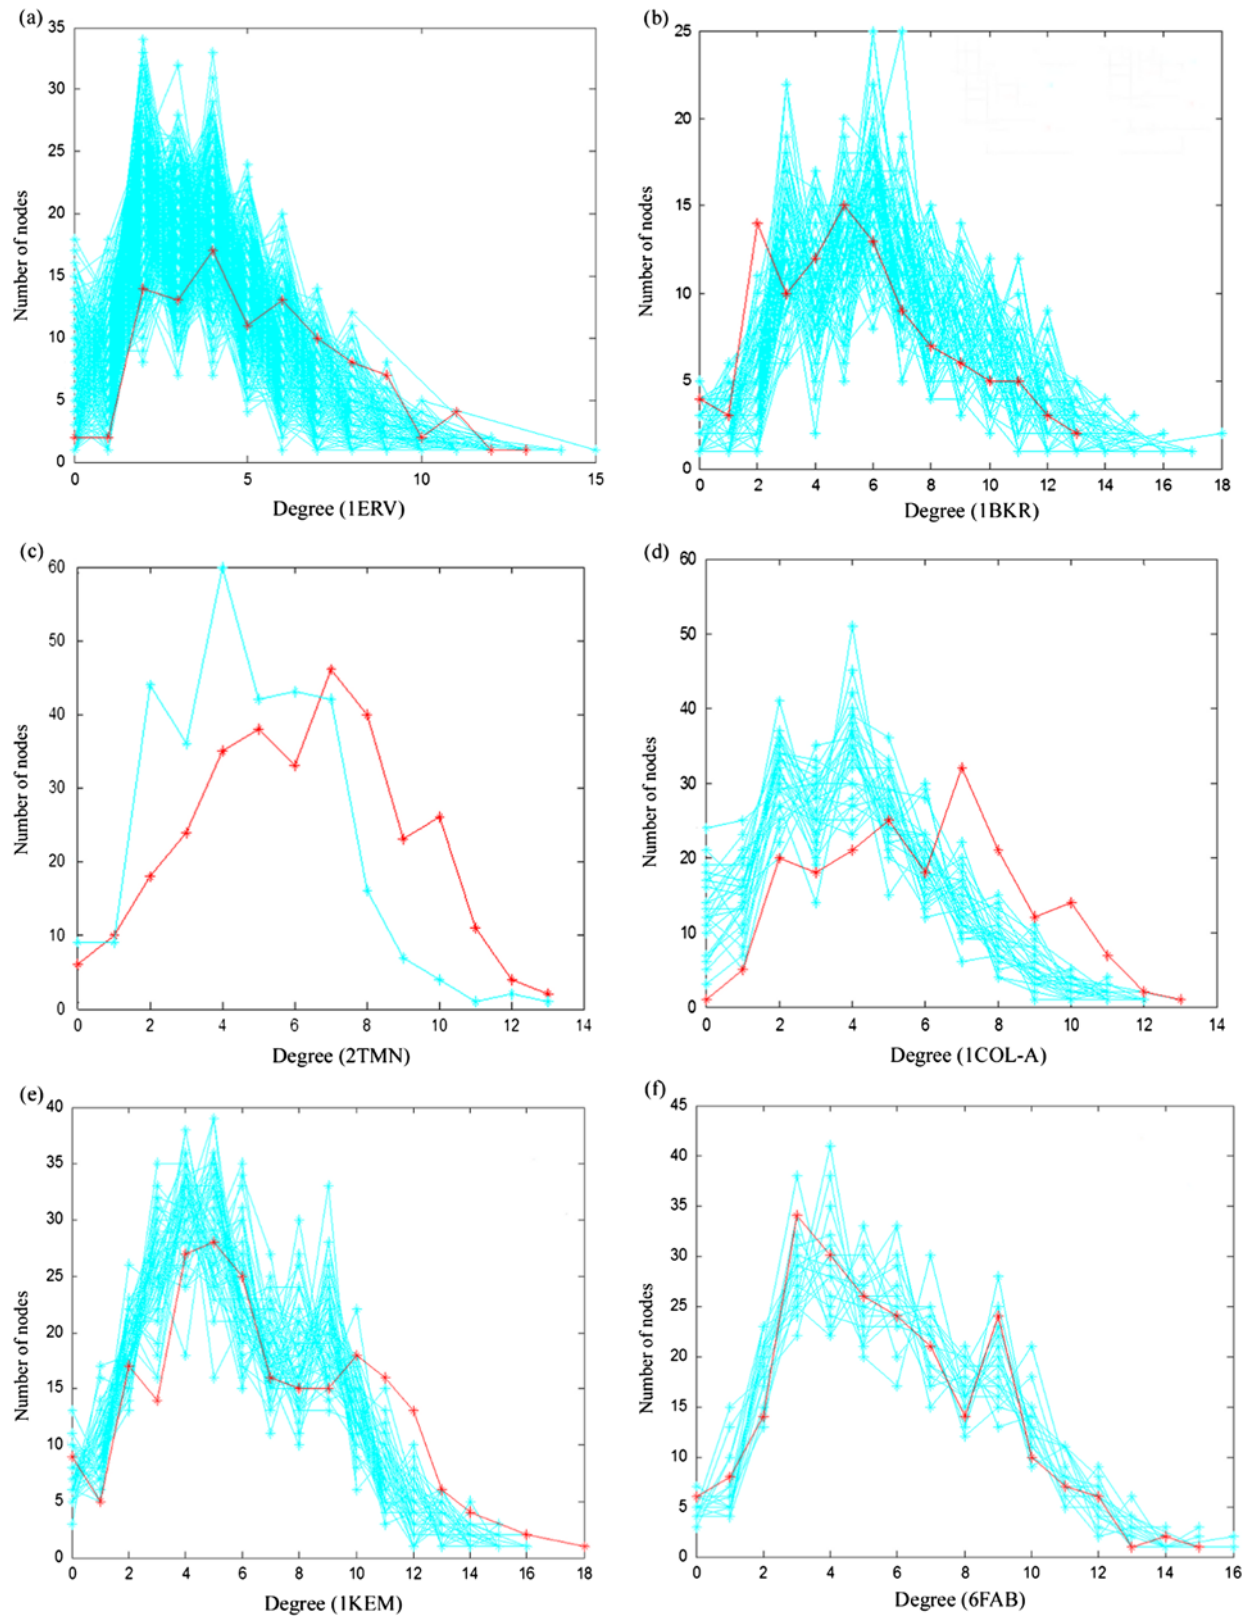 (a)
35
30
25
20
15
10
5
0
Number of nodes
0 5 10 15
Degree (1ERV)
(b)
25
20
15
10
5
0
Number of nodes
0 2 4 6 8 10 12 14 16 18
Degree (1BKR)
(c)
60
50
40
30
20
10
0
Number of nodes
0 2 4 6 8 10 12 14
Degree (2TMN)
(d)
60
50
40
30
20
10
0
Number of nodes
0 2 4 6 8 10 12 14
Degree (1COL-A)
(e)
40
35
30
25
20
15
10
5
0
Number of nodes
0 2 4 6 8 10 12 14 16 18
Degree (1KEM)
(f)
45
40
35
30
25
20
15
10
5
0
Number of nodes
0 2 4 6 8 10 12 14 16
Degree (6FAB)